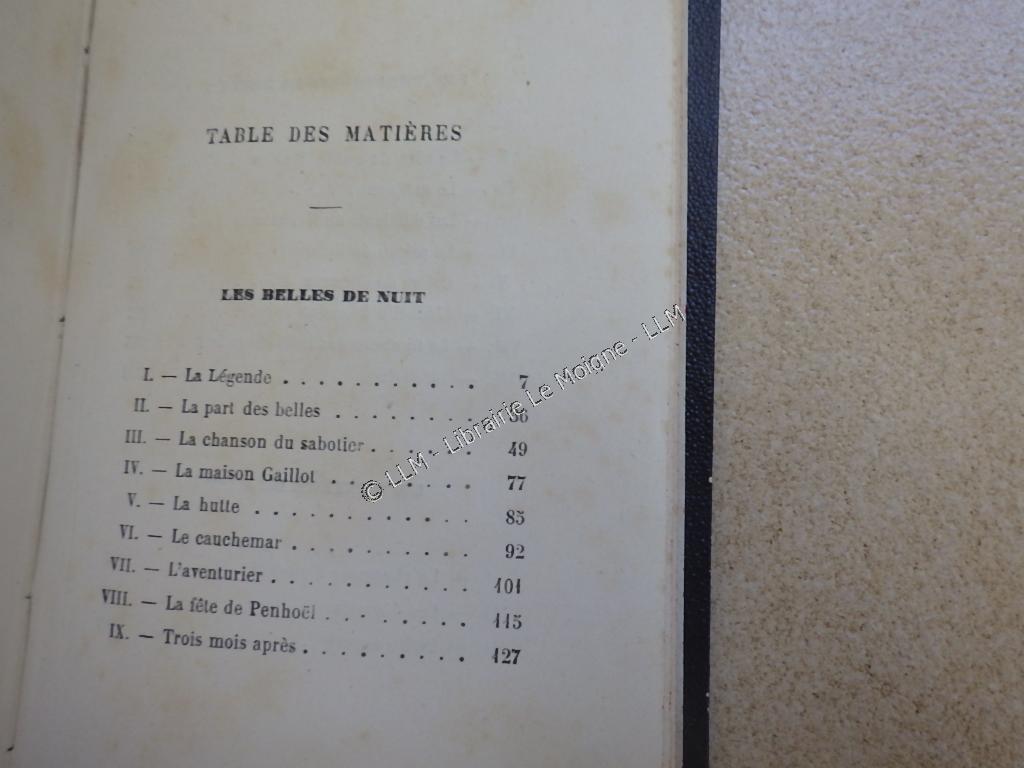 TABLE DES MATIÈRES
LES BELLES DE NUIT
I. — La Légende . . . . . . . . . . . 7
II. — La part des belles . . . . . . . .
III. — La chanson du sabotier . . . . . . 49
IV. — La maison Gaillot . . . . . . . . 77
V. — La hutte . . . . . . . . . . . . 85
VI. — Le cauchemar . . . . . . . . . . 92
VII. — L'aventurier . . . . . . . . . . . 101
VIII. — La fête de Penhoël . . . . . . . . 115
IX. — Trois mois après . . . . . . . . . 127
© LLM - Librairie Le Moigne - LLM